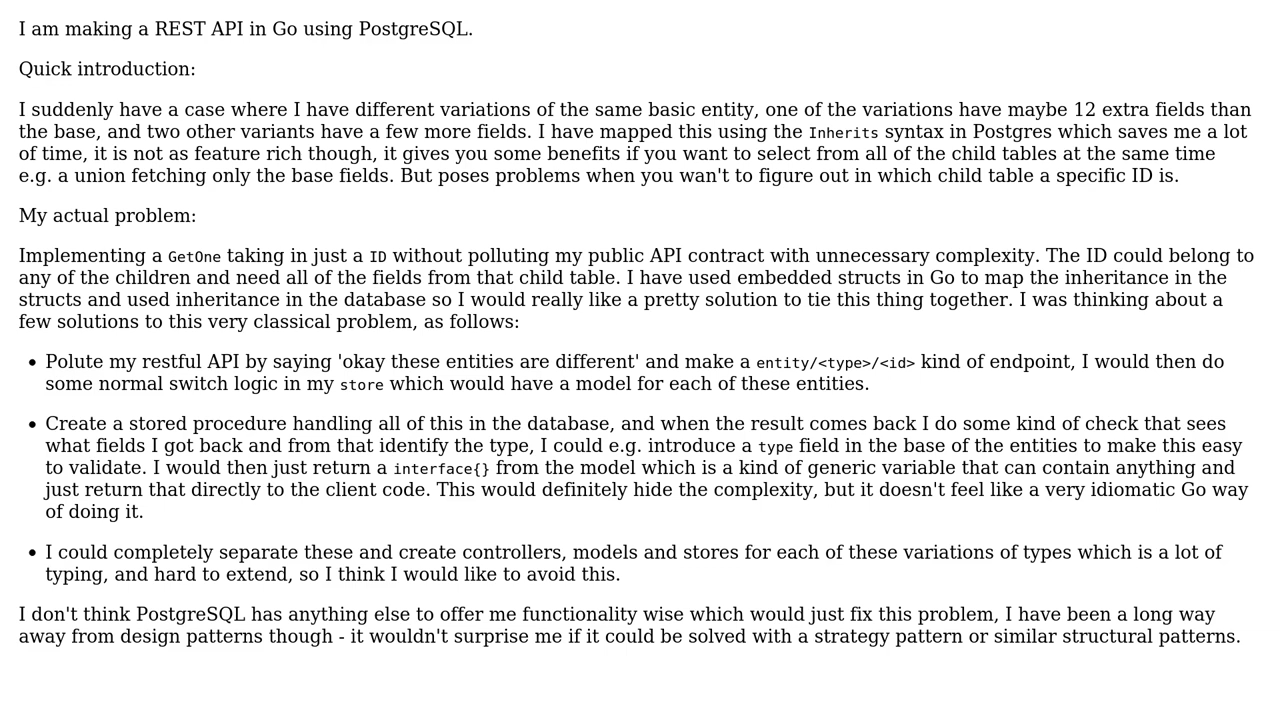 I am making a REST API in Go using PostgreSQL.
Quick introduction:
I suddenly have a case where I have different variations of the same basic entity, one of the variations have maybe 12 extra fields than
the base, and two other variants have a few more fields. I have mapped this using the Inherits syntax in Postgres which saves me a lot
of time, it is not as feature rich though, it gives you some benefits if you want to select from all of the child tables at the same time
e.g. a union fetching only the base fields. But poses problems when you wan't to figure out in which child table a specific ID is.
My actual problem:
Implementing a GetOne taking in just a ID without polluting my public API contract with unnecessary complexity. The ID could belong to
any of the children and need all of the fields from that child table. I have used embedded structs in Go to map the inheritance in the
structs and used inheritance in the database so I would really like a pretty solution to tie this thing together. I was thinking about a
few solutions to this very classical problem, as follows:
• Polute my restful API by saying 'okay these entities are different' and make a entity/<type>/<id> kind of endpoint, I would then do
some normal switch logic in my store which would have a model for each of these entities.
• Create a stored procedure handling all of this in the database, and when the result comes back I do some kind of check that sees
what fields I got back and from that identify the type, I could e.g. introduce a type field in the base of the entities to make this easy
to validate. I would then just return a interface{} from the model which is a kind of generic variable that can contain anything and
just return that directly to the client code. This would definitely hide the complexity, but it doesn't feel like a very idiomatic Go way
of doing it.
• I could completely separate these and create controllers, models and stores for each of these variations of types which is a lot of
typing, and hard to extend, so I think I would like to avoid this.
I don't think PostgreSQL has anything else to offer me functionality wise which would just fix this problem, I have been a long way
away from design patterns though - it wouldn't surprise me if it could be solved with a strategy pattern or similar structural patterns.